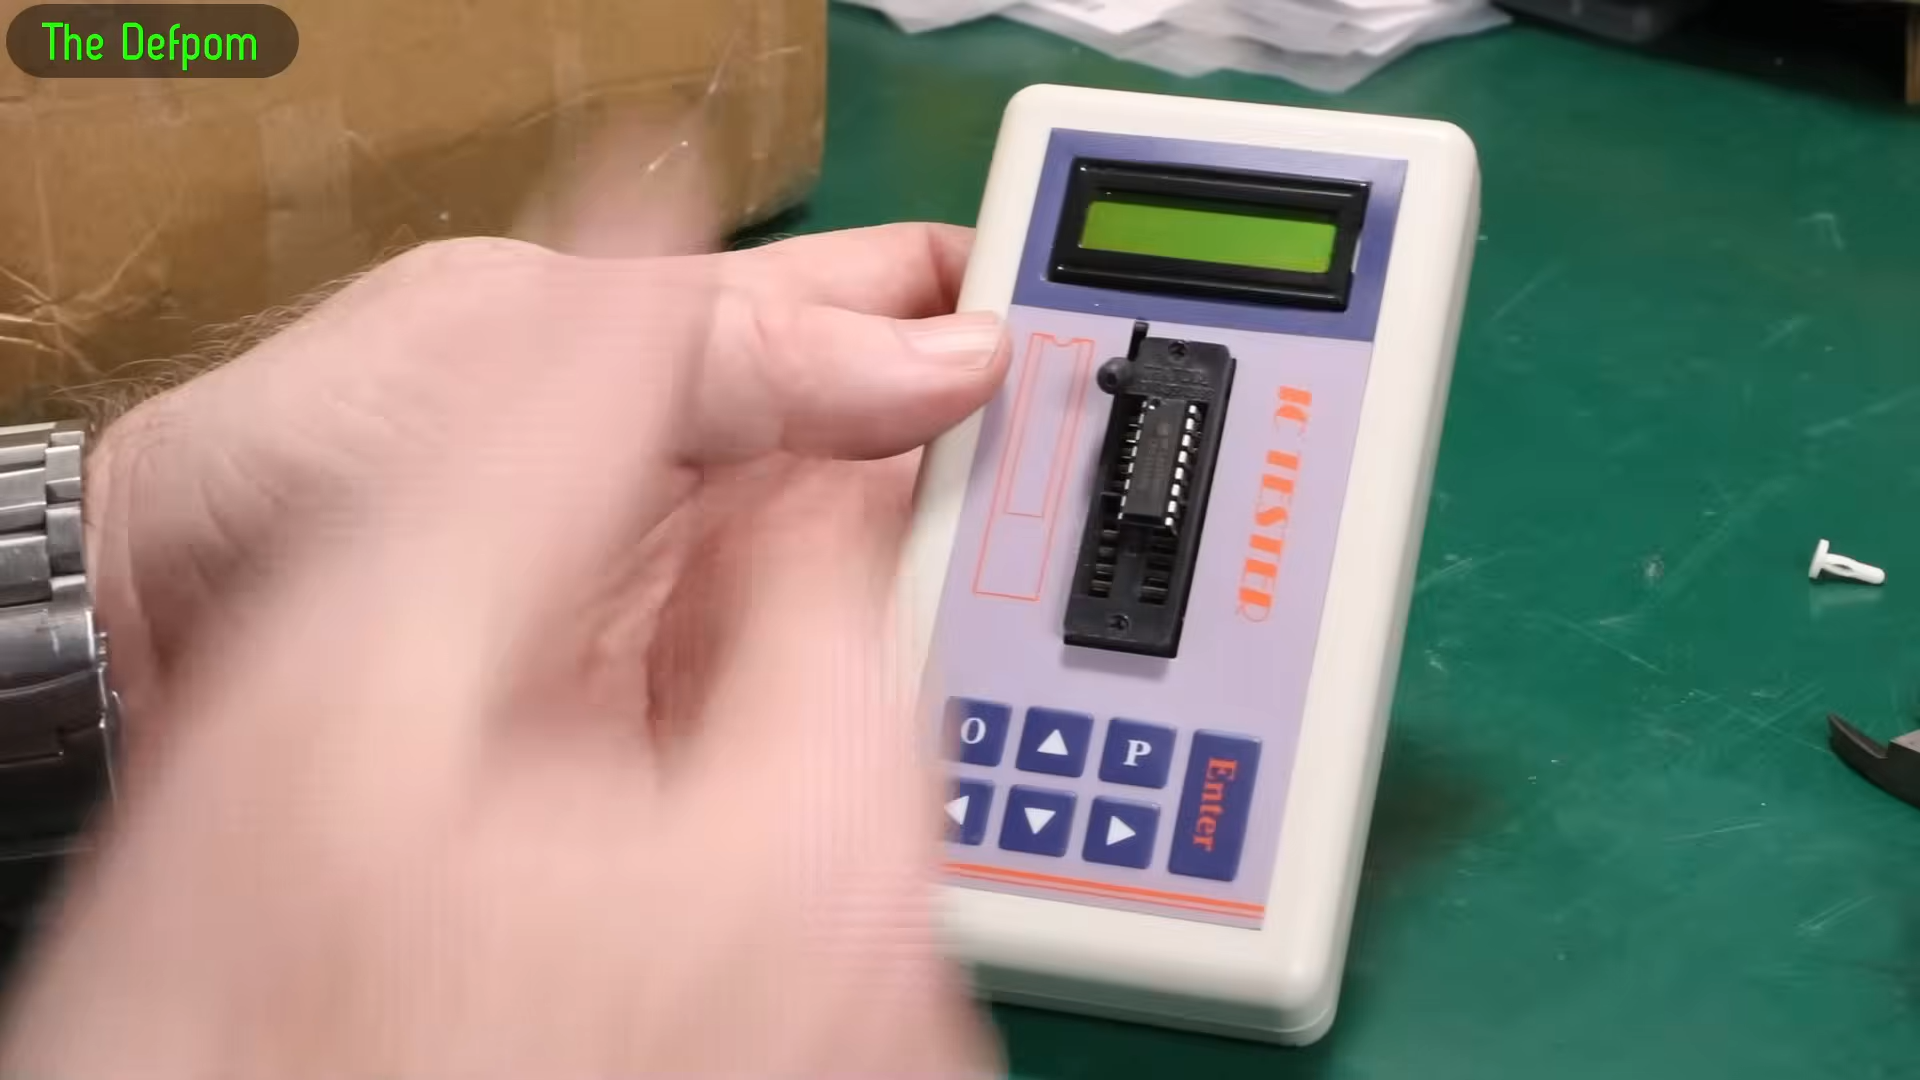 The Defpom
IC TESTER
O
P
Enter